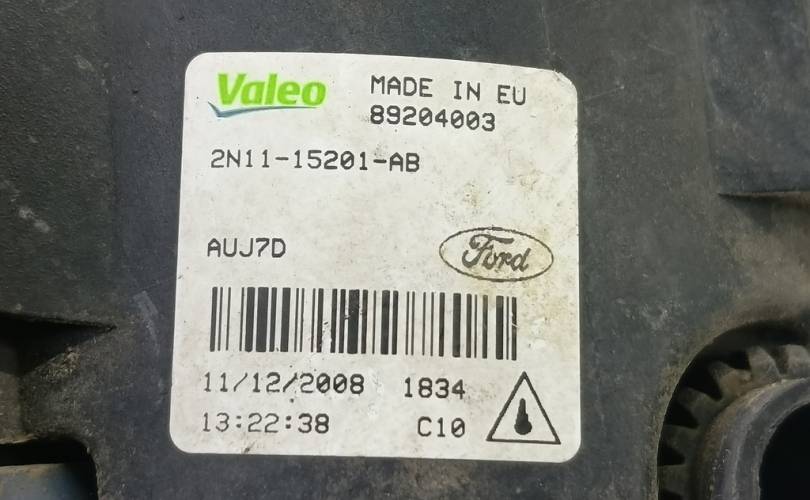 Valeo MADE IN EU
89204003
2N11-15201-AB
AUJ7D Ford
11/12/2008 1834
13:22:38 C10